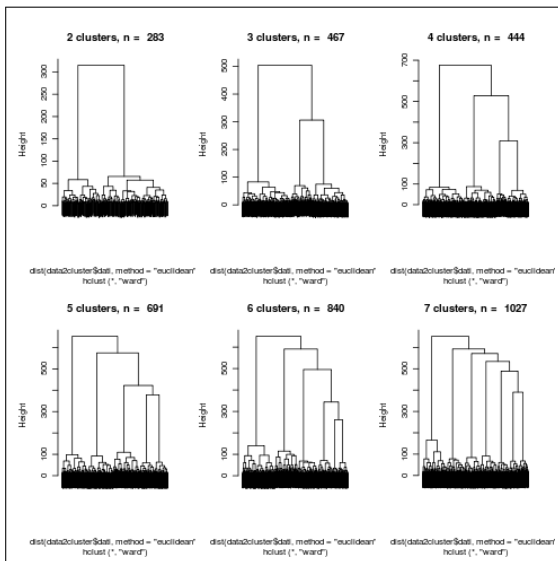 2 clusters, n = 283
3 clusters, n = 467
4 clusters, n = 444
Height
0 50 100 150 200 250 300
Height
0 100 200 300 400 500
Height
0 100 300 500 700
dist(data2cluster$dati, method = "euclidean"
hclust (*, "ward")
dist(data2cluster$dati, method = "euclidean"
hclust (*, "ward")
dist(data2cluster$dati, method = "euclidean"
hclust (*, "ward")
5 clusters, n = 691
6 clusters, n = 840
7 clusters, n = 1027
Height
0 100 300 500
Height
0 100 300 500
Height
0 100 300 500
dist(data2cluster$dati, method = "euclidean"
hclust (*, "ward")
dist(data2cluster$dati, method = "euclidean"
hclust (*, "ward")
dist(data2cluster$dati, method = "euclidean"
hclust (*, "ward")